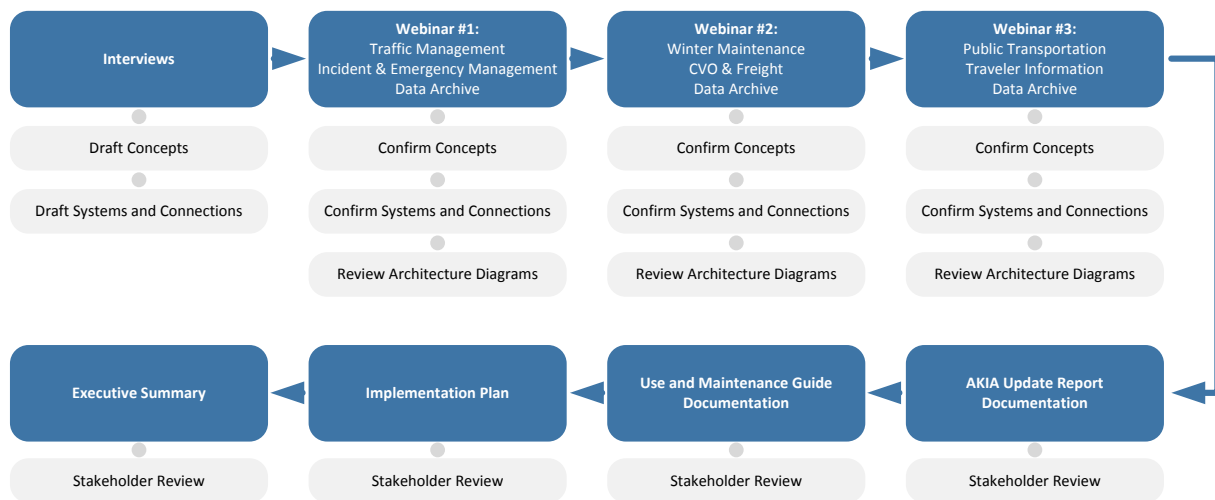 Interviews
Draft Concepts
Draft Systems and Connections
Webinar #1:
Traffic Management
Incident & Emergency Management
Data Archive
Confirm Concepts
Confirm Systems and Connections
Review Architecture Diagrams
Webinar #2:
Winter Maintenance
CVO & Freight
Data Archive
Confirm Concepts
Confirm Systems and Connections
Review Architecture Diagrams
Webinar #3:
Public Transportation
Traveler Information
Data Archive
Confirm Concepts
Confirm Systems and Connections
Review Architecture Diagrams
AKIA Update Report
Documentation
Stakeholder Review
Use and Maintenance Guide
Documentation
Stakeholder Review
Implementation Plan
Stakeholder Review
Executive Summary
Stakeholder Review